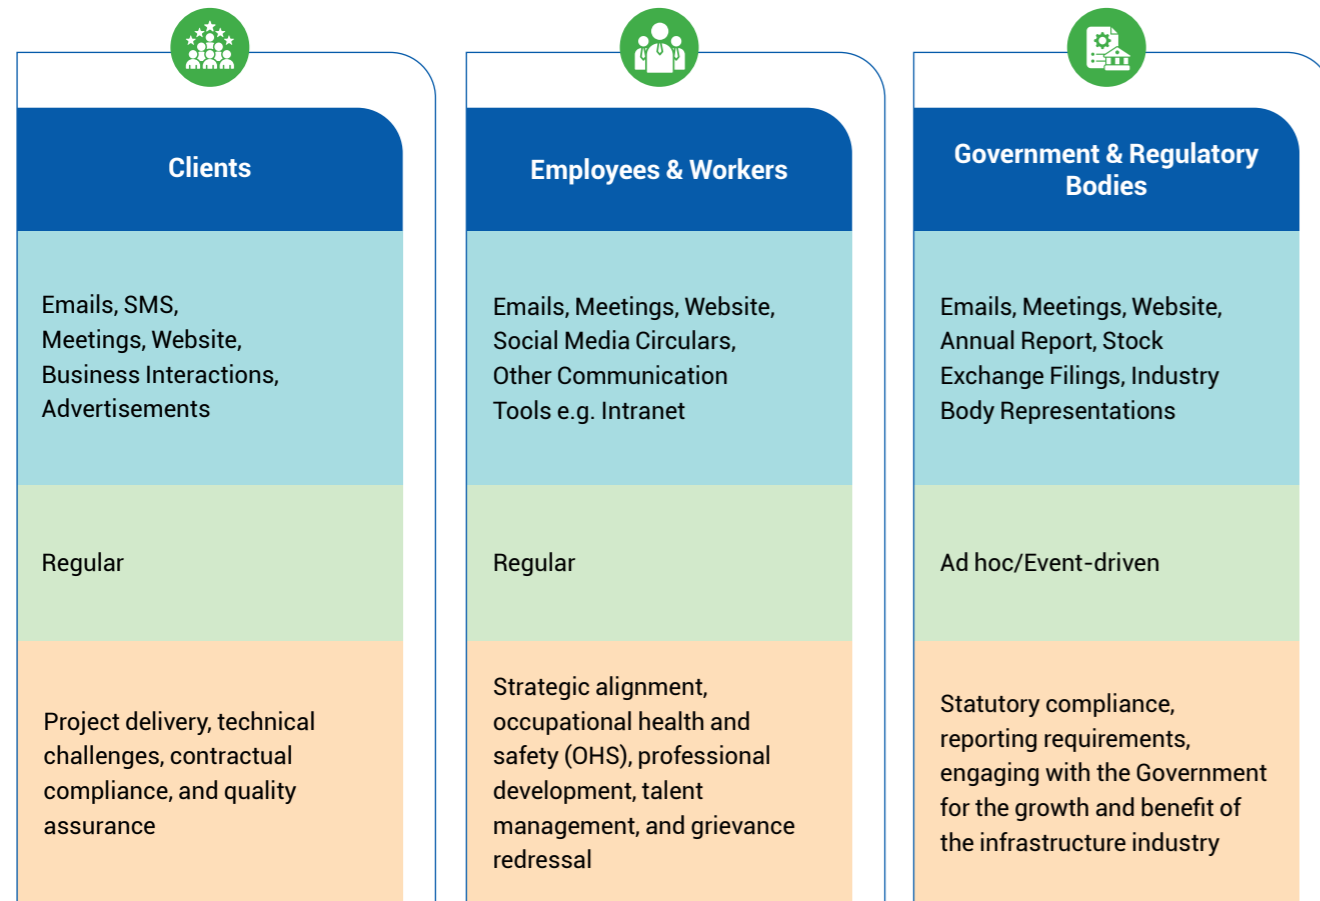 Clients
Emails, SMS,
Meetings, Website,
Business Interactions,
Advertisements
Regular
Project delivery, technical
challenges, contractual
compliance, and quality
assurance
Employees & Workers
Emails, Meetings, Website,
Social Media Circulars,
Other Communication
Tools e.g. Intranet
Regular
Strategic alignment,
occupational health and
safety (OHS), professional
development, talent
management, and grievance
redressal
Government & Regulatory
Bodies
Emails, Meetings, Website,
Annual Report, Stock
Exchange Filings, Industry
Body Representations
Ad hoc/Event-driven
Statutory compliance,
reporting requirements,
engaging with the Government
for the growth and benefit of
the infrastructure industry